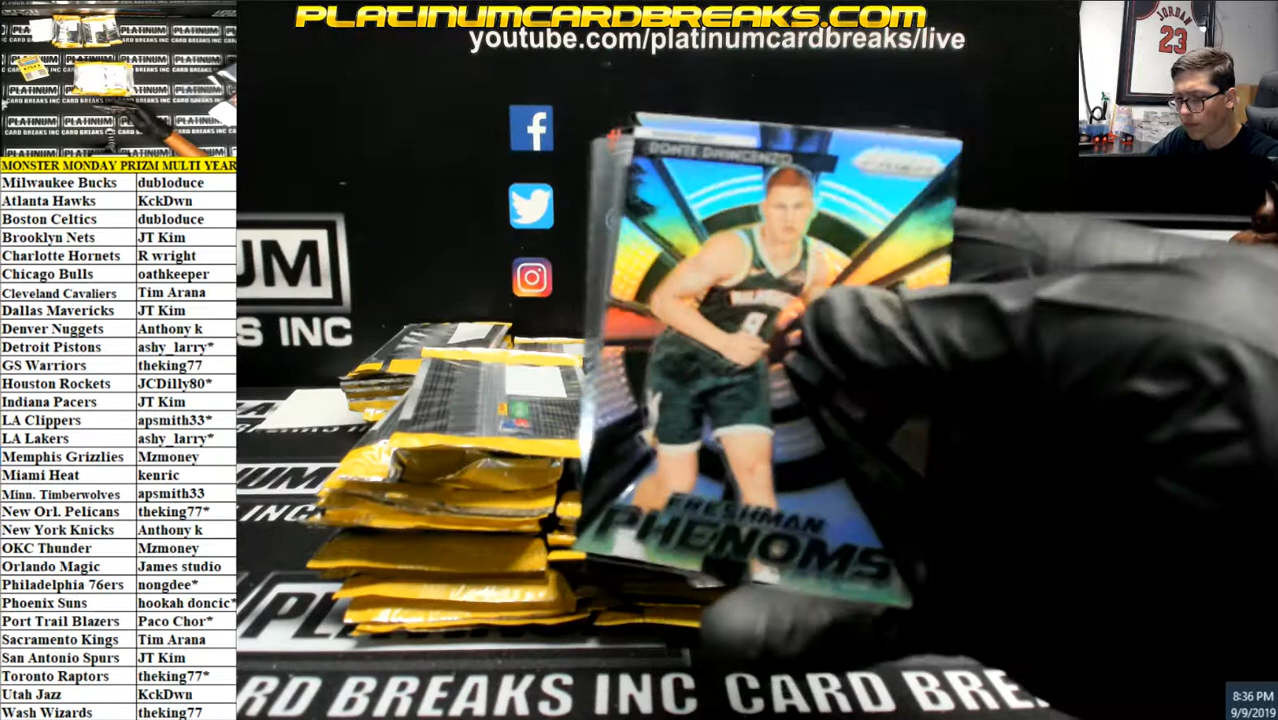 PLATINUMCARDBREAKS.COM
youtube.com/platinumcardbreaks/live
JORDAN
23
MONSTER MONDAY PRIZM MULTI YEAR
Milwaukee Bucks dubloduce
Atlanta Hawks KckDwn
Boston Celtics dubloduce
Brooklyn Nets JT Kim
Charlotte Hornets R wright
Chicago Bulls oathkeeper
Cleveland Cavaliers Tim Arana
Dallas Mavericks JT Kim
Denver Nuggets Anthony k
Detroit Pistons ashy_larry*
GS Warriors theking77
Houston Rockets JCDilly80*
Indiana Pacers JT Kim
LA Clippers apsmith33*
LA Lakers ashy_larry*
Memphis Grizzlies Mzmoney
Miami Heat kenric
Minn. Timberwolves apsmith33
New Orl. Pelicans theking77*
New York Knicks Anthony k
OKC Thunder Mzmoney
Orlando Magic James studio
Philadelphia 76ers nongdee*
Phoenix Suns hookah doncic*
Port Trail Blazers Paco Chor*
Sacramento Kings Tim Arana
San Antonio Spurs JT Kim
Toronto Raptors theking77*
Utah Jazz KckDwn
Wash Wizards theking77
DONTE DIVINCENZO
PRIZM
FRESHMAN
PHENOMS
UM
S INC
RD BREAKS INC CARD BRE
8:36 PM
9/9/2019